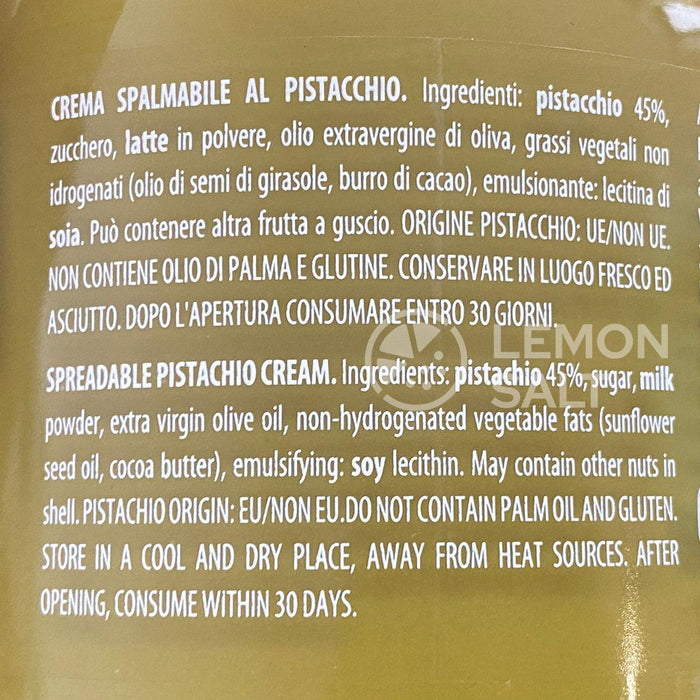 CREMA SPALMABILE AL PISTACCHIO. Ingredienti: pistacchio 45%,
zucchero, latte in polvere, olio extravergine di oliva, grassi vegetali non
idrogenati (olio di semi di girasole, burro di cacao), emulsionante: lecitina di
soia. Può contenere altra frutta a guscio. ORIGINE PISTACCHIO: UE/NON UE.
NON CONTIENE OLIO DI PALMA E GLUTINE. CONSERVARE IN LUOGO FRESCO ED
ASCIUTTO. DOPO L'APERTURA CONSUMARE ENTRO 30 GIORNI.
LEMON
SALT
SPREADABLE PISTACHIO CREAM. Ingredients: pistachio 45%, sugar, milk
powder, extra virgin olive oil, non-hydrogenated vegetable fats (sunflower
seed oil, cocoa butter), emulsifying: soy lecithin. May contain other nuts in
shell. PISTACHIO ORIGIN: EU/NON EU.DO NOT CONTAIN PALM OIL AND GLUTEN.
STORE IN A COOL AND DRY PLACE, AWAY FROM HEAT SOURCES. AFTER
OPENING, CONSUME WITHIN 30 DAYS.